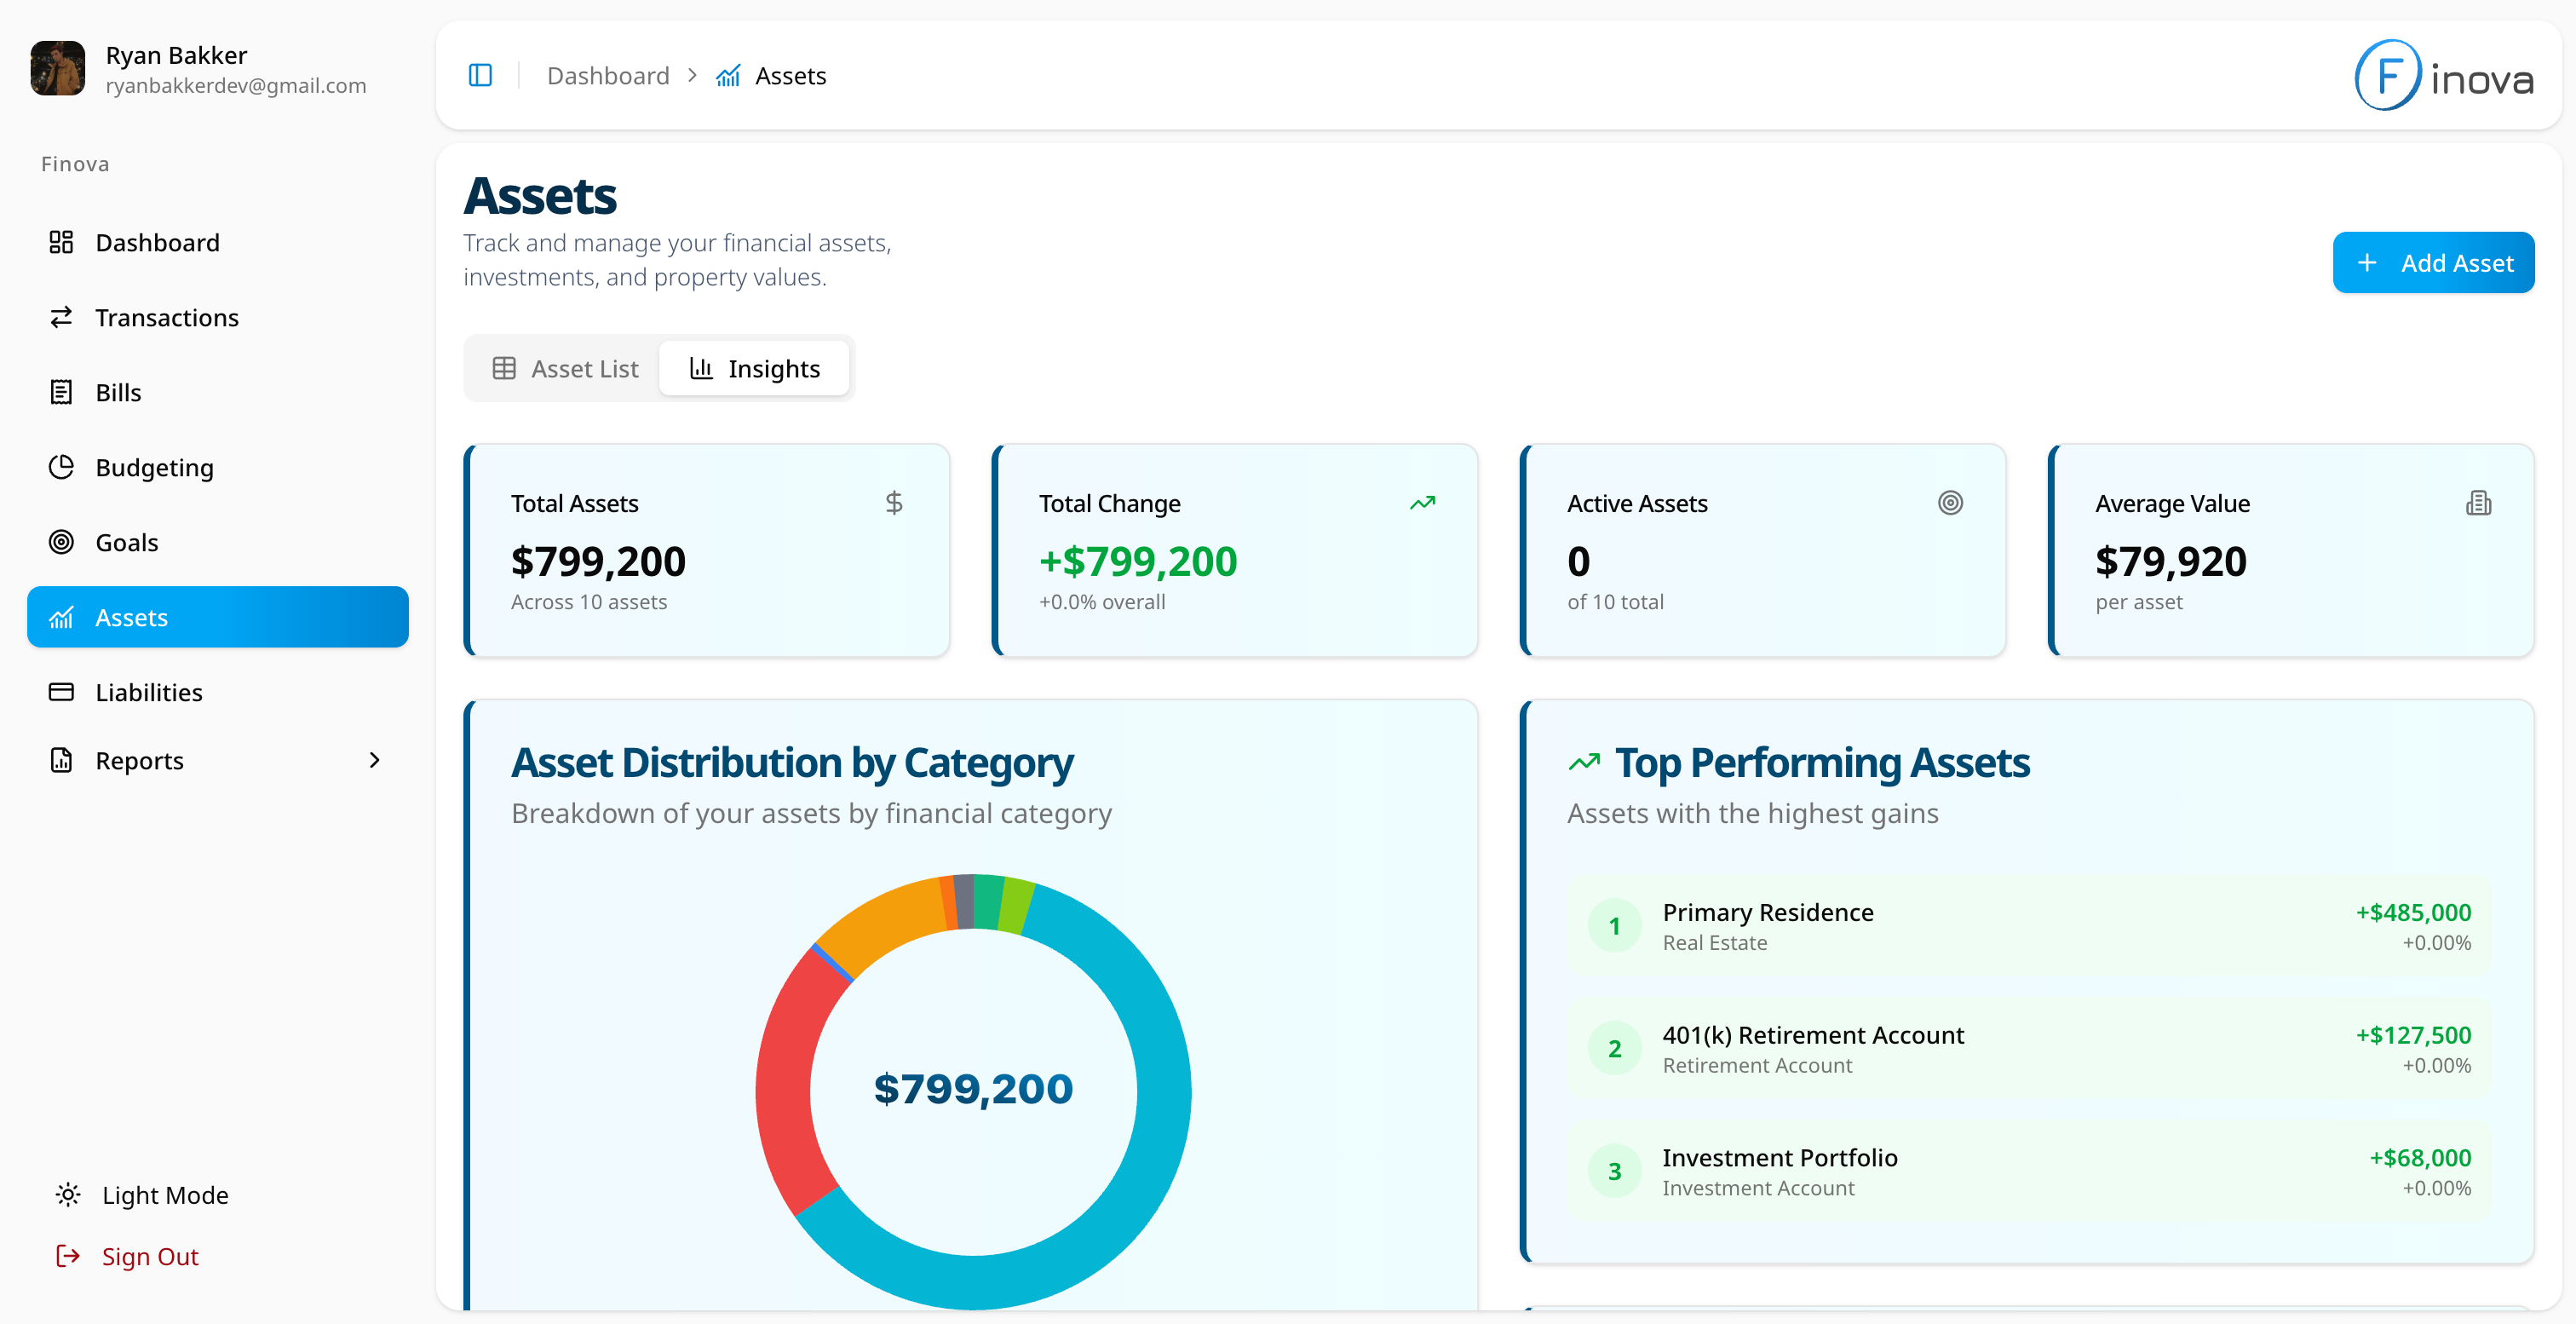 Ryan Bakker
ryanbakkerdev@gmail.com
Finova
Dashboard
Transactions
Bills
Budgeting
Goals
Assets
Liabilities
Reports
Light Mode
Sign Out
Dashboard > Assets
Finova
Assets
Track and manage your financial assets,
investments, and property values.
+ Add Asset
Asset List
Insights
Total Assets
$799,200
Across 10 assets
Total Change
+$799,200
+0.0% overall
Active Assets
0
of 10 total
Average Value
$79,920
per asset
Asset Distribution by Category
Breakdown of your assets by financial category
$799,200
Top Performing Assets
Assets with the highest gains
1
Primary Residence
Real Estate
+$485,000
+0.00%
2
401(k) Retirement Account
Retirement Account
+$127,500
+0.00%
3
Investment Portfolio
Investment Account
+$68,000
+0.00%